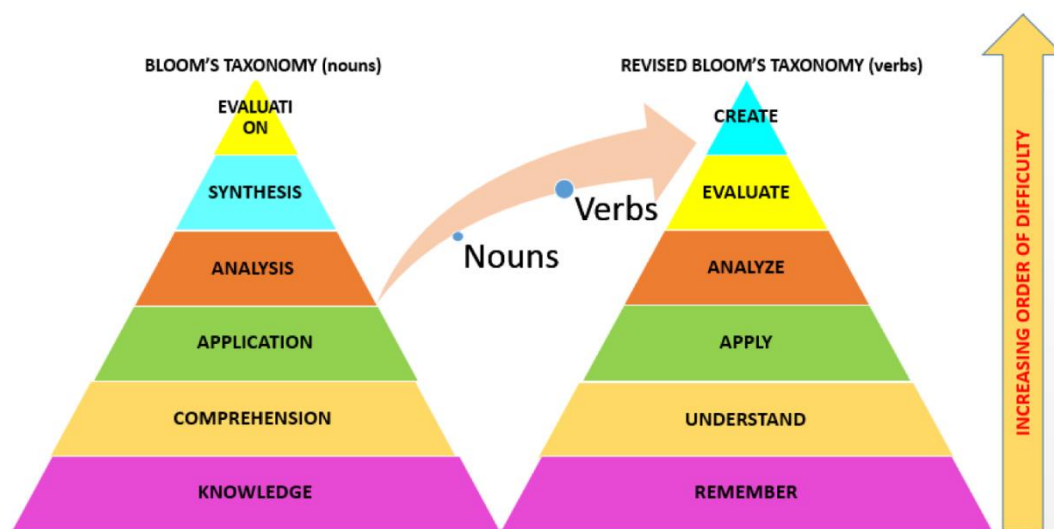 BLOOM'S TAXONOMY (nouns)
EVALUATI
ON
SYNTHESIS
ANALYSIS
APPLICATION
COMPREHENSION
KNOWLEDGE
Verbs
Nouns
REVISED BLOOM'S TAXONOMY (verbs)
CREATE
EVALUATE
ANALYZE
APPLY
UNDERSTAND
REMEMBER
INCREASING ORDER OF DIFFICULTY